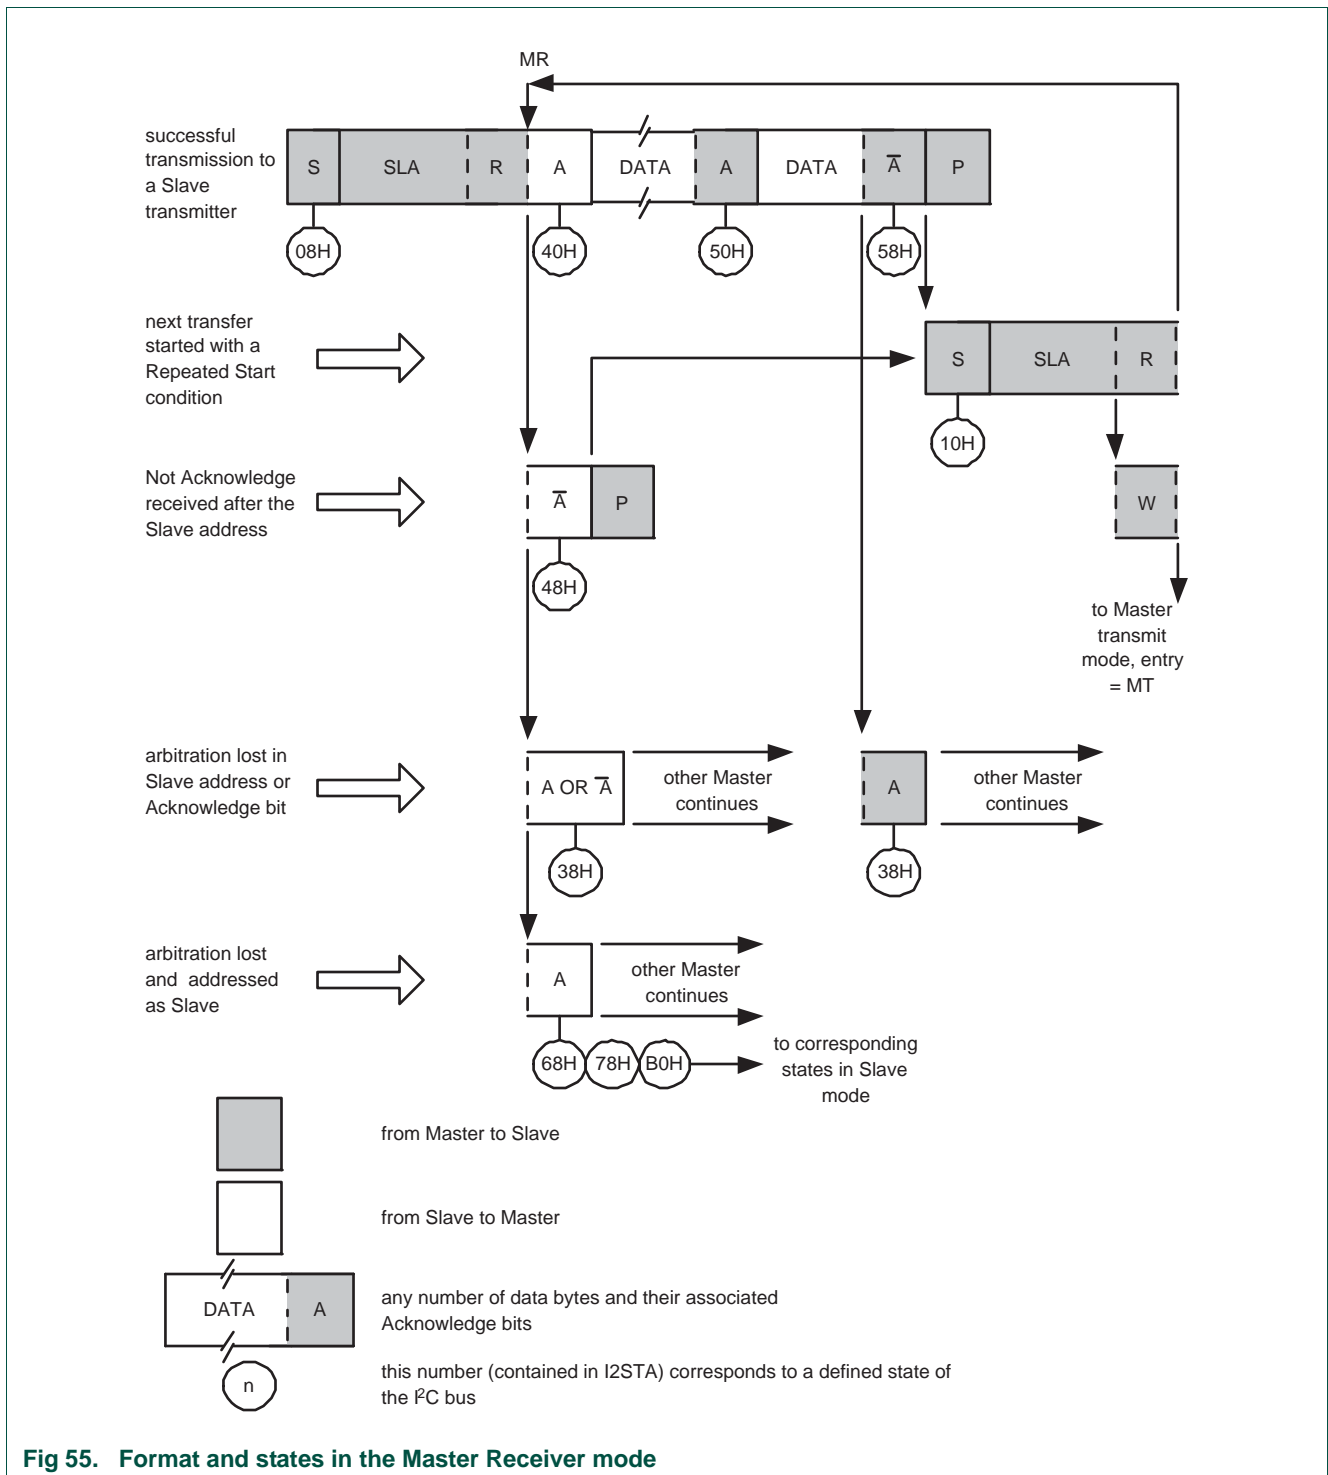 MR
successful
transmission to
a Slave
transmitter
S SLA R A DATA A DATA A̅ P
08H 40H 50H 58H
next transfer
started with a
Repeated Start
condition
S SLA R
10H
Not Acknowledge
received after the
Slave address
A̅ P
W
48H
to Master
transmit
mode, entry
= MT
arbitration lost in
Slave address or
Acknowledge bit
A OR A̅
other Master
continues
A
other Master
continues
38H
38H
arbitration lost
and addressed
as Slave
A
other Master
continues
68H 78H B0H
to corresponding
states in Slave
mode
from Master to Slave
from Slave to Master
DATA A
any number of data bytes and their associated
Acknowledge bits
n
this number (contained in I2STA) corresponds to a defined state of
the I²C bus
Fig 55. Format and states in the Master Receiver mode